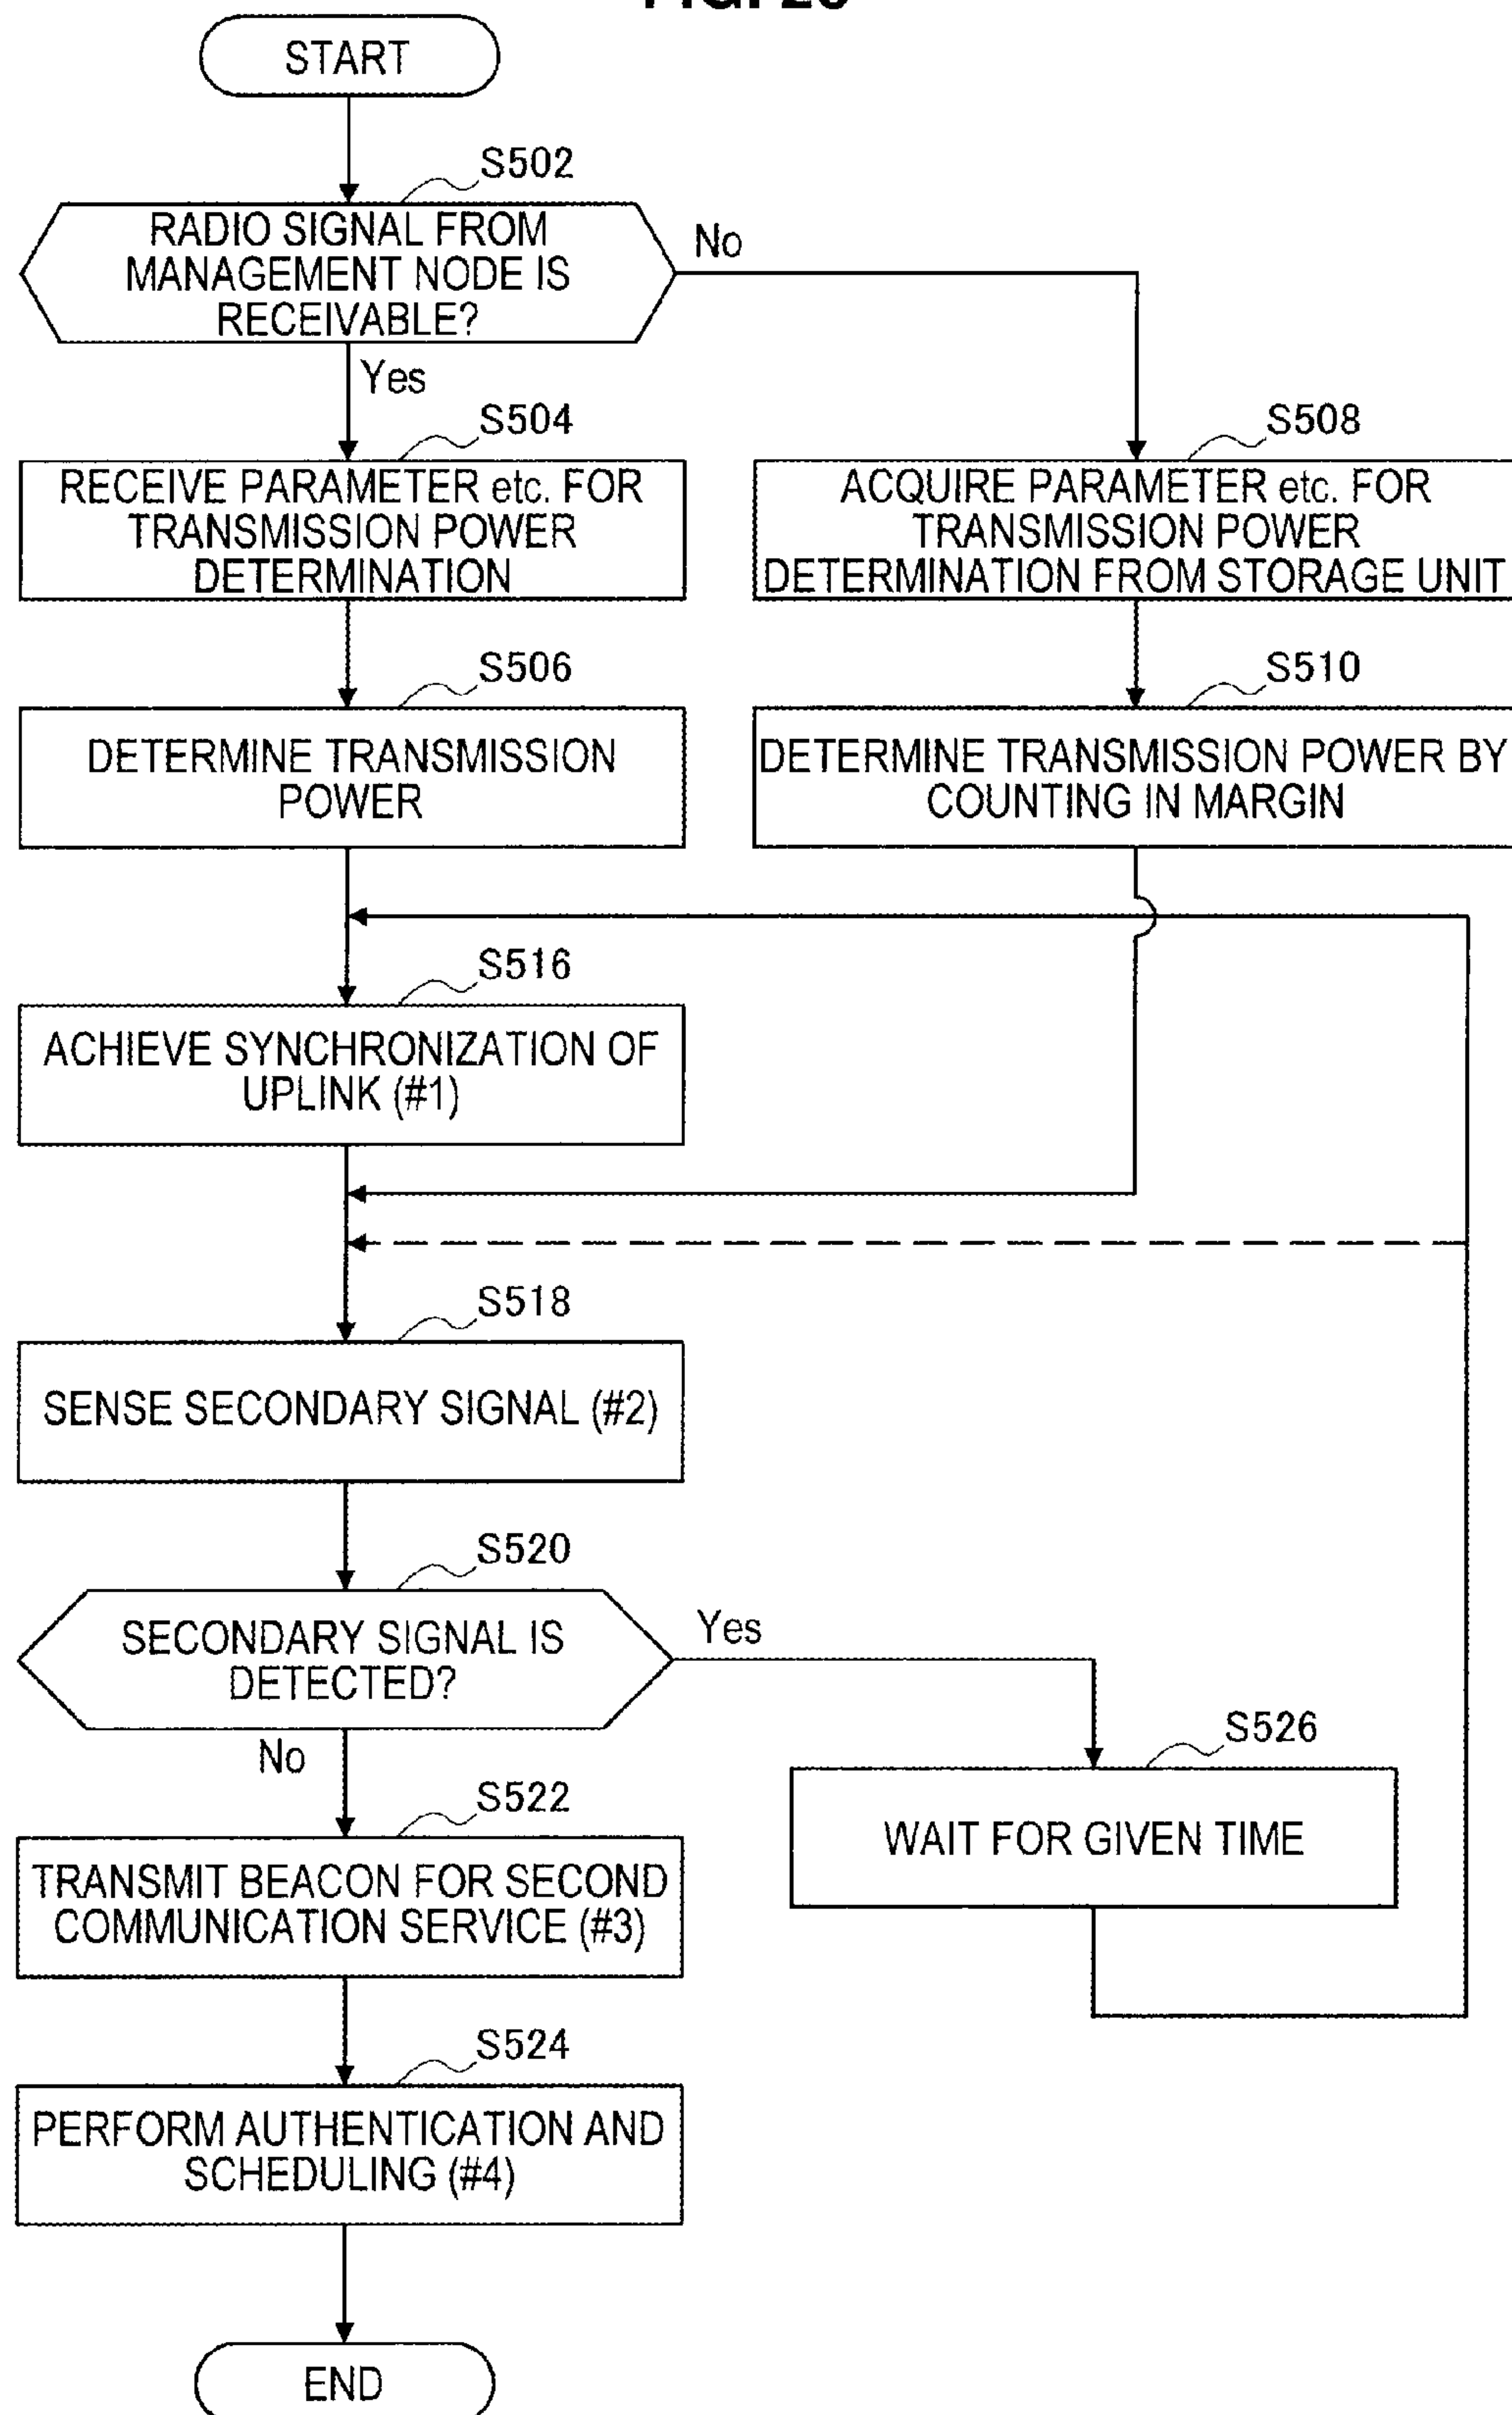 START
S502
RADIO SIGNAL FROM
MANAGEMENT NODE IS
RECEIVABLE?
No
Yes
S504
RECEIVE PARAMETER etc. FOR
TRANSMISSION POWER
DETERMINATION
S508
ACQUIRE PARAMETER etc. FOR
TRANSMISSION POWER
DETERMINATION FROM STORAGE UNIT
S506
DETERMINE TRANSMISSION
POWER
S510
DETERMINE TRANSMISSION POWER BY
COUNTING IN MARGIN
S516
ACHIEVE SYNCHRONIZATION OF
UPLINK (#1)
S518
SENSE SECONDARY SIGNAL (#2)
S520
SECONDARY SIGNAL IS
DETECTED?
Yes
No
S526
WAIT FOR GIVEN TIME
S522
TRANSMIT BEACON FOR SECOND
COMMUNICATION SERVICE (#3)
S524
PERFORM AUTHENTICATION AND
SCHEDULING (#4)
END